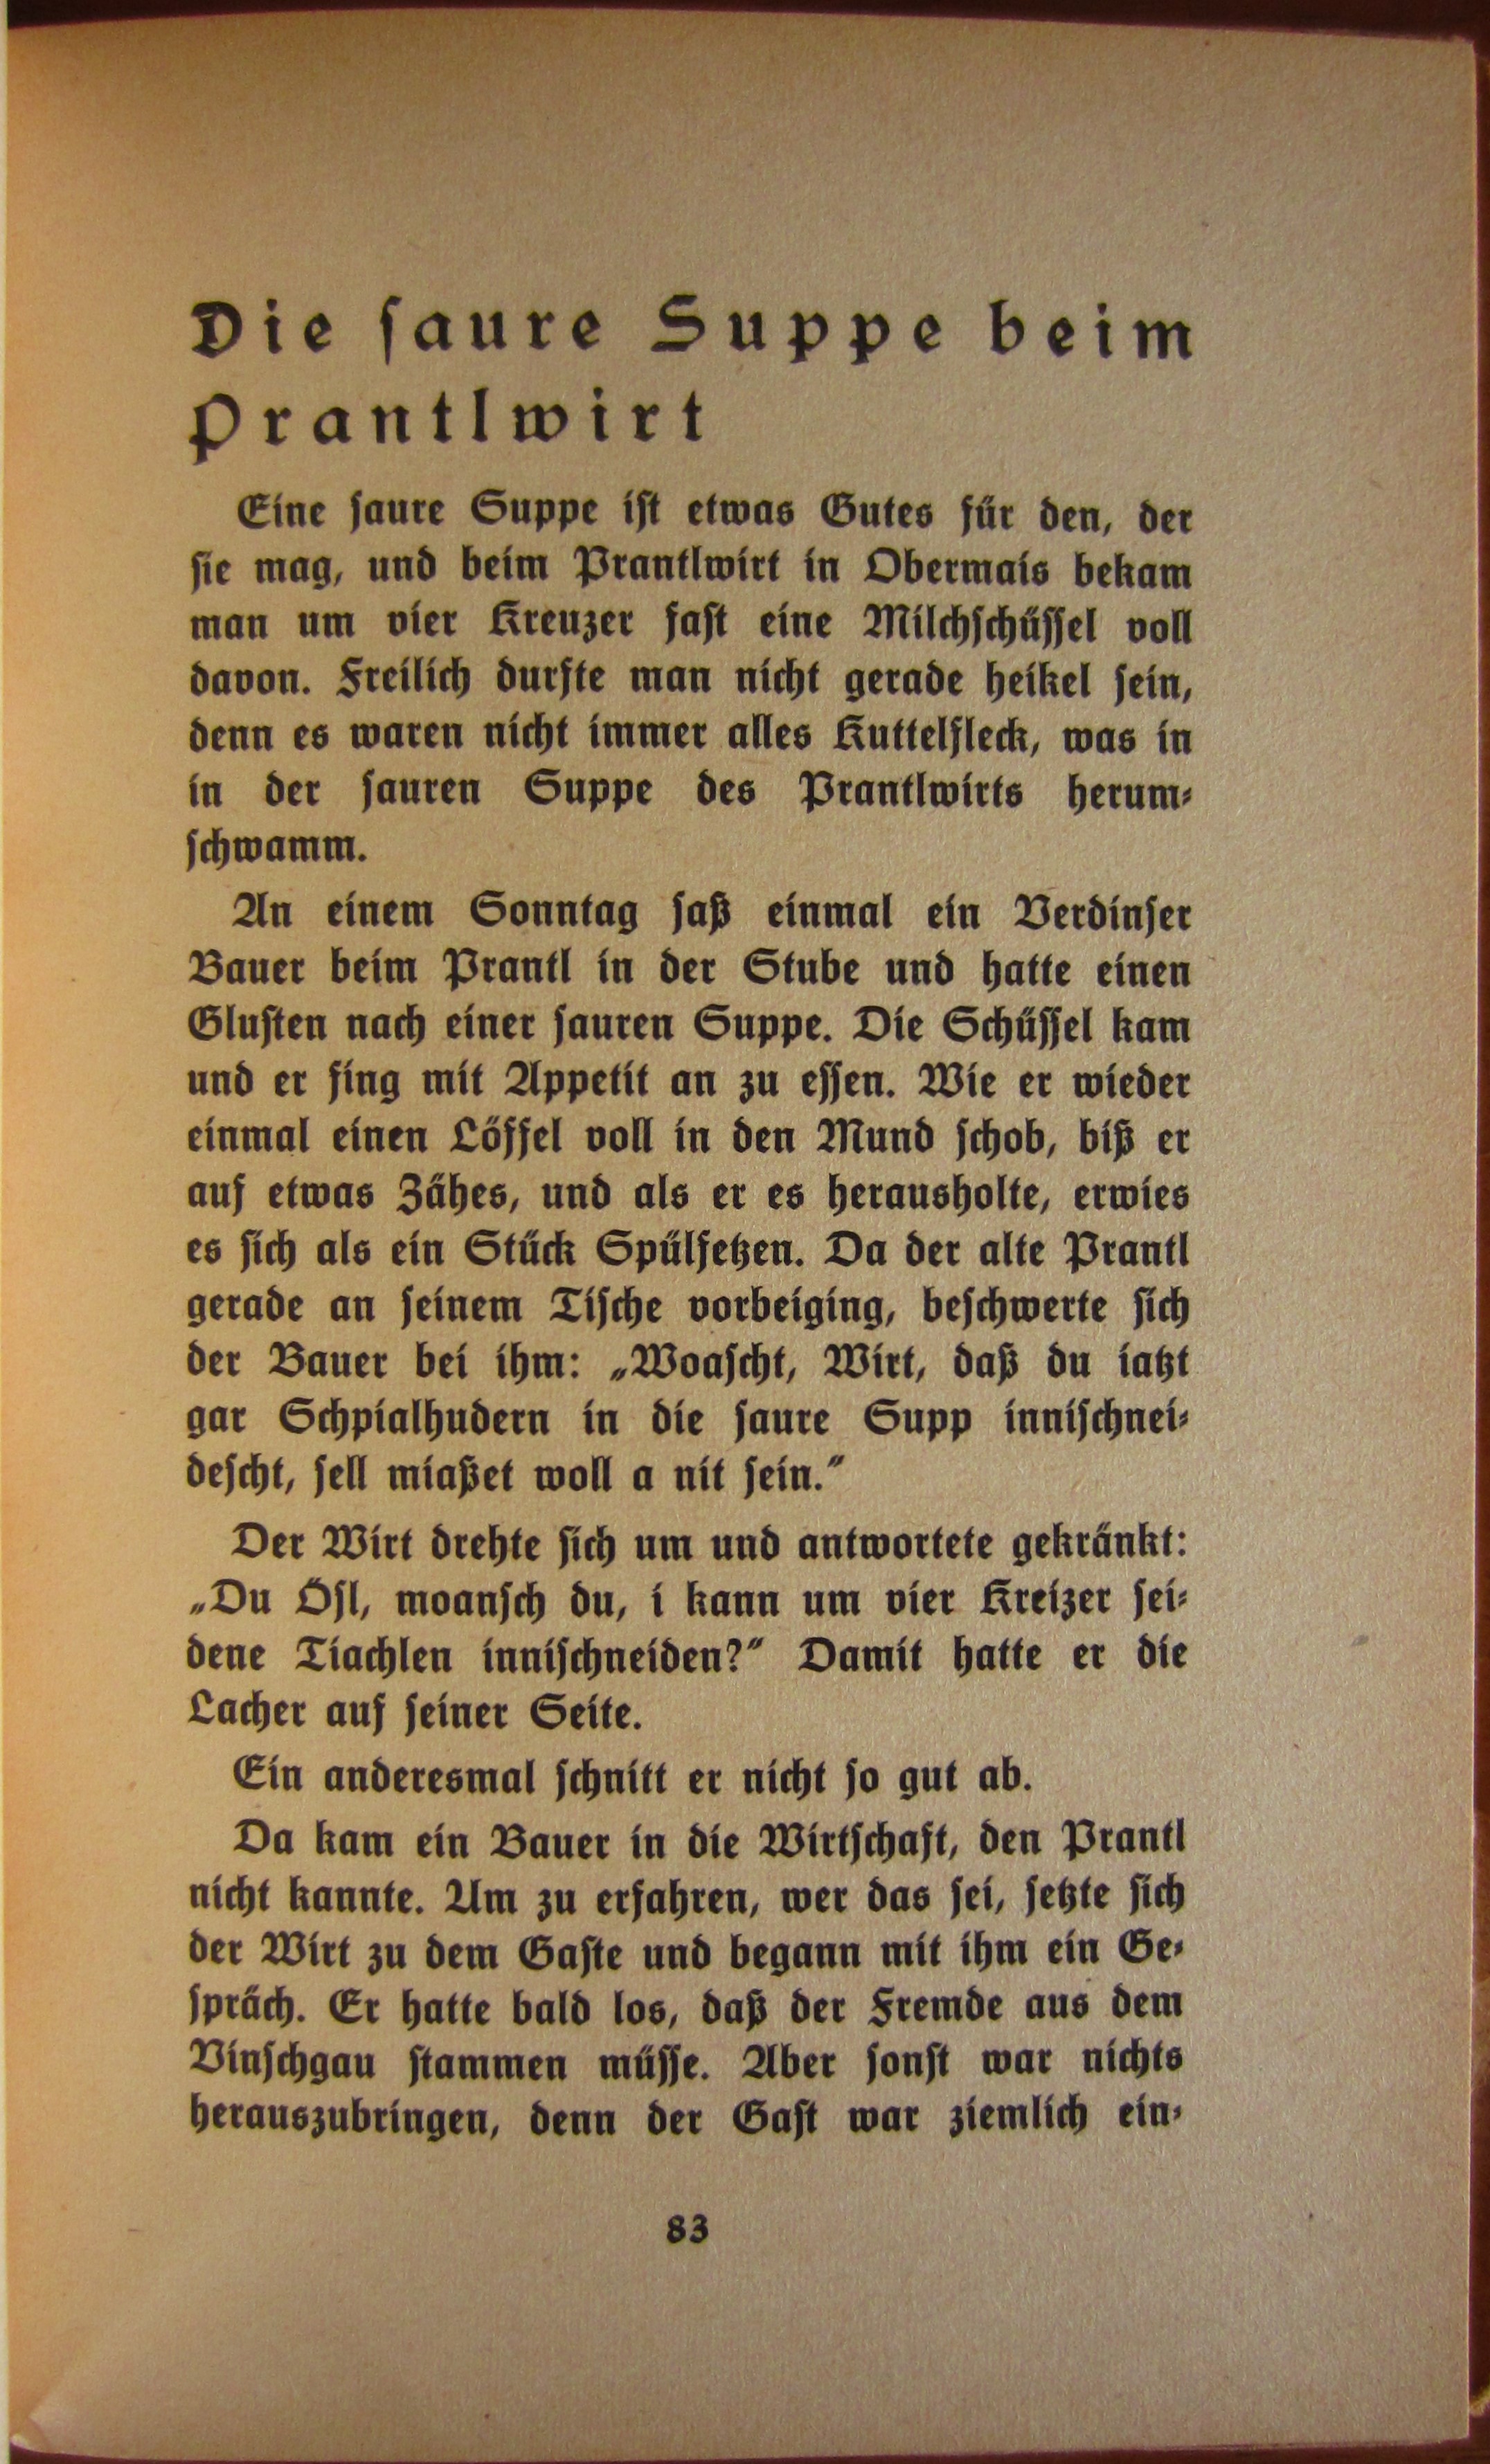 Die saure Suppe beim
Prantlwirt
Eine saure Suppe ist etwas Gutes für den, der
sie mag, und beim Prantlwirt in Obermais bekam
man um vier Kreuzer fast eine Milchschüssel voll
davon. Freilich durfte man nicht gerade heikel sein,
denn es waren nicht immer alles Kuttelfleck, was in
in der sauren Suppe des Prantlwirts herum-
schwamm.
An einem Sonntag saß einmal ein Verdinser
Bauer beim Prantl in der Stube und hatte einen
Glusten nach einer sauren Suppe. Die Schüssel kam
und er fing mit Appetit an zu essen. Wie er wieder
einmal einen Löffel voll in den Mund schob, biß er
auf etwas Zähes, und als er es herausholte, erwies
es sich als ein Stück Spülfetzen. Da der alte Prantl
gerade an seinem Tische vorbeiging, beschwerte sich
der Bauer bei ihm: „Woascht, Wirt, daß du iatzt
gar Schpialhudern in die saure Supp innischnei-
descht, sell miaßet woll a nit sein.“
Der Wirt drehte sich um und antwortete gekränkt:
„Du Ösl, moansch du, i kann um vier Kreizer sei-
dene Tiachlen innischneiden?“ Damit hatte er die
Lacher auf seiner Seite.
Ein anderesmal schnitt er nicht so gut ab.
Da kam ein Bauer in die Wirtschaft, den Prantl
nicht kannte. Um zu erfahren, wer das sei, setzte sich
der Wirt zu dem Gaste und begann mit ihm ein Ge-
spräch. Er hatte bald los, daß der Fremde aus dem
Vinschgau stammen müsse. Aber sonst war nichts
herauszubringen, denn der Gast war ziemlich ein-
83